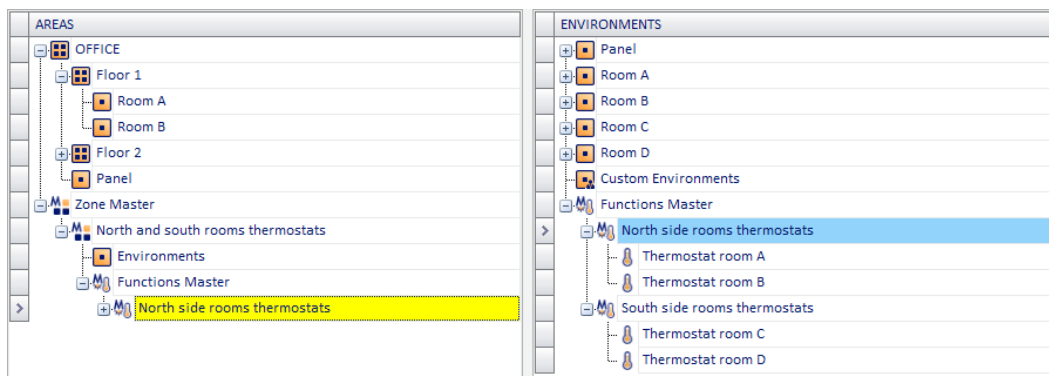 AREAS
OFFICE
Floor 1
Room A
Room B
Floor 2
Panel
Zone Master
North and south rooms thermostats
Environments
Functions Master
North side rooms thermostats
ENVIRONMENTS
Panel
Room A
Room B
Room C
Room D
Custom Environments
Functions Master
North side rooms thermostats
Thermostat room A
Thermostat room B
South side rooms thermostats
Thermostat room C
Thermostat room D